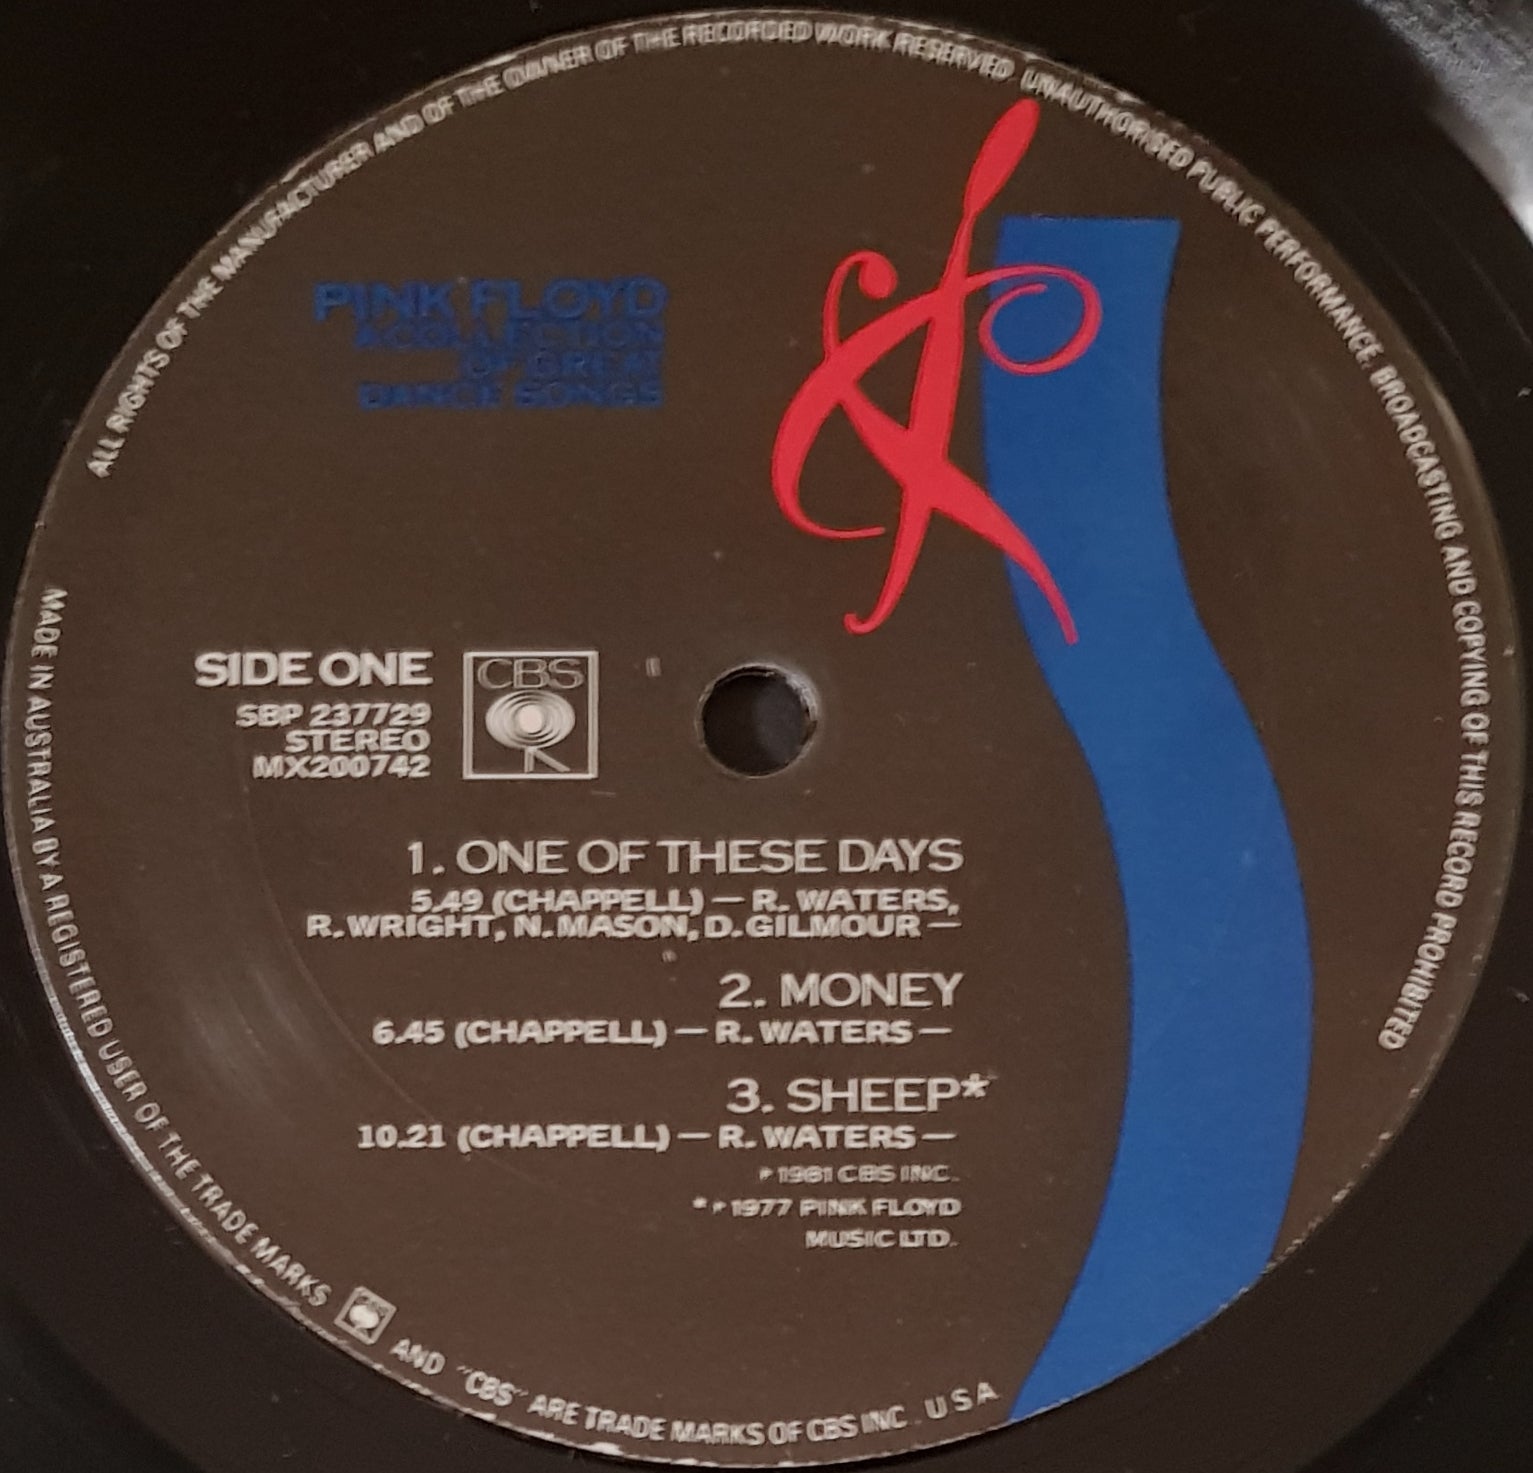 ALL RIGHTS OF THE MANUFACTURER AND OF THE OWNER OF THE RECORDED WORK RESERVED. UNAUTHORISED PUBLIC PERFORMANCE. BROADCASTING AND COPYING OF THIS RECORD PROHIBITED
PINK FLOYD
A COLLECTION
OF GREAT
DANCE SONGS
SIDE ONE
SBP 237729
STEREO
MX200742
CBS
1. ONE OF THESE DAYS
5.49 (CHAPPELL) — R. WATERS,
R. WRIGHT, N. MASON, D. GILMOUR —
2. MONEY
6.45 (CHAPPELL) — R. WATERS —
3. SHEEP*
10.21 (CHAPPELL) — R. WATERS —
P 1981 CBS INC.
* P 1977 PINK FLOYD
MUSIC LTD.
MADE IN AUSTRALIA BY A REGISTERED USER OF THE TRADE MARKS AND "CBS" ARE TRADE MARKS OF CBS INC. U S A